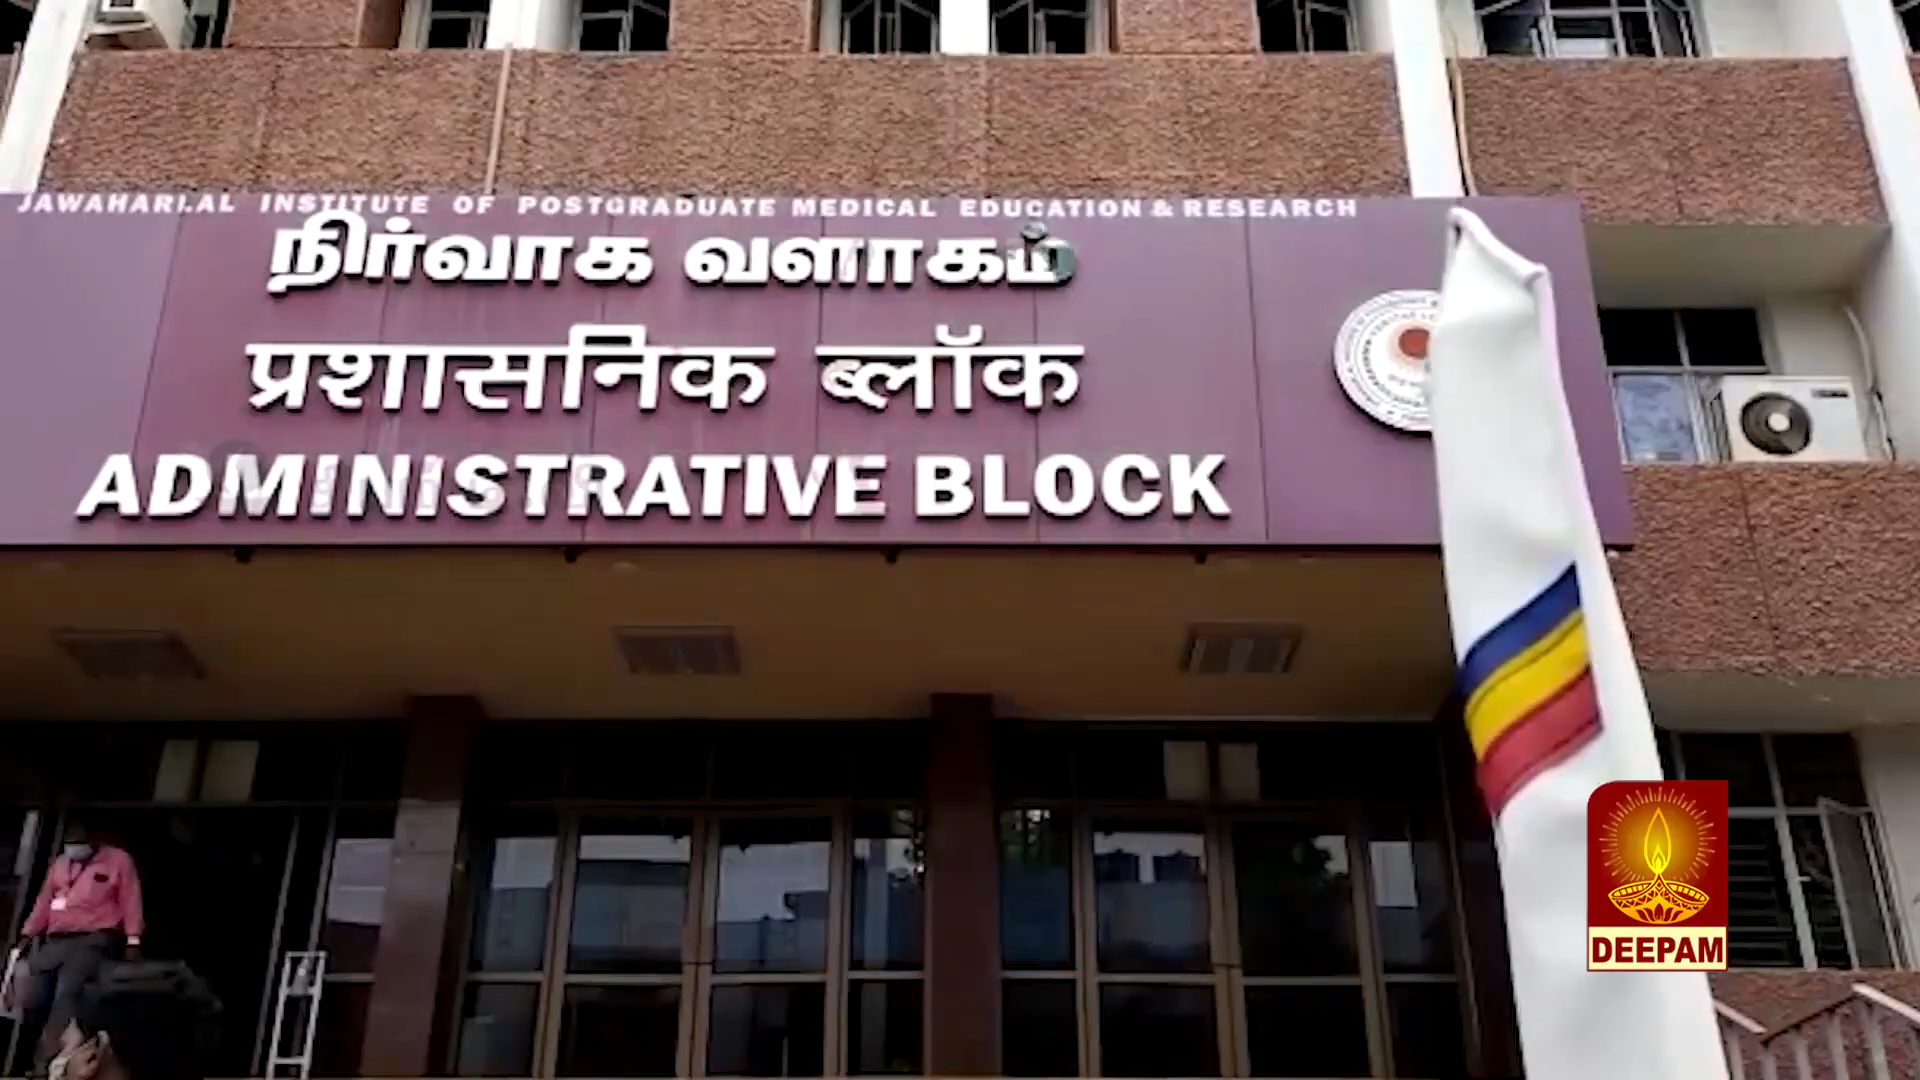 JAWAHARLAL INSTITUTE OF POSTGRADUATE MEDICAL EDUCATION & RESEARCH
நிர்வாக வளாகம்
प्रशासनिक ब्लॉक
ADMINISTRATIVE BLOCK
DEEPAM